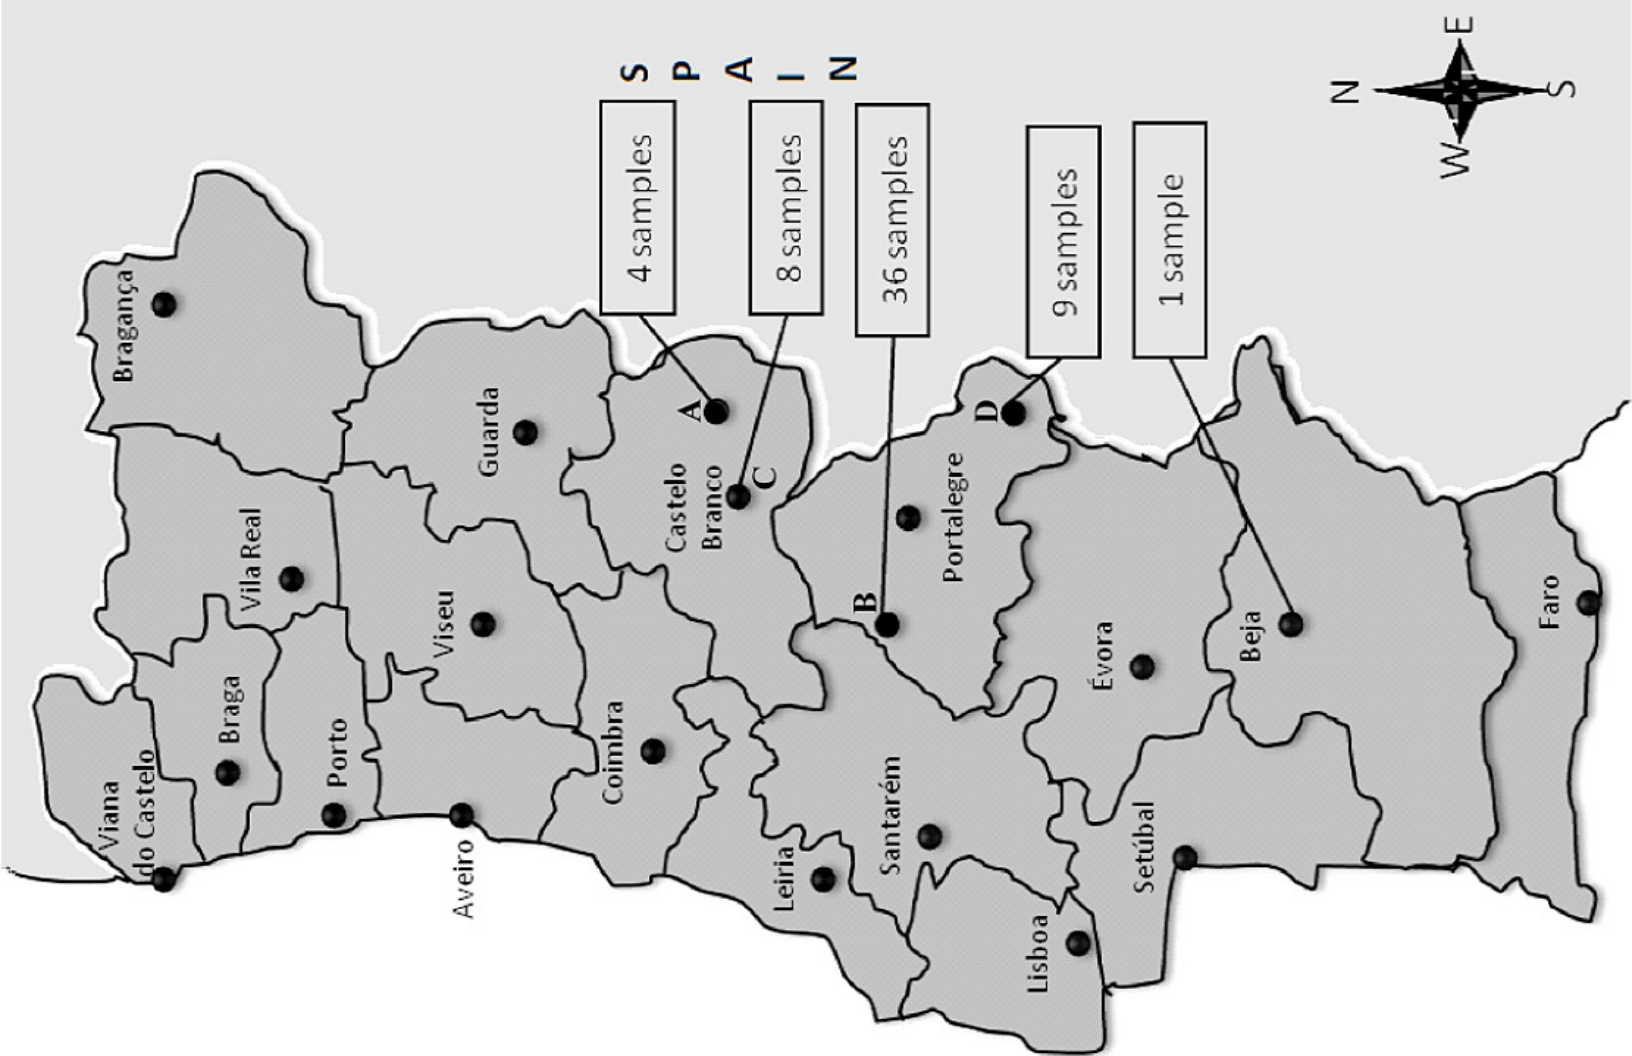 Bragança
Viana
do Castelo
Braga
Vila Real
Porto
Aveiro
Viseu
Guarda
Coimbra
Castelo
Branco
A
C
Leiria
Santarém
B
Portalegre
D
Lisboa
Setúbal
Évora
Beja
Faro
S
P
A
I
N
4 samples
8 samples
36 samples
9 samples
1 sample
N
W
E
S